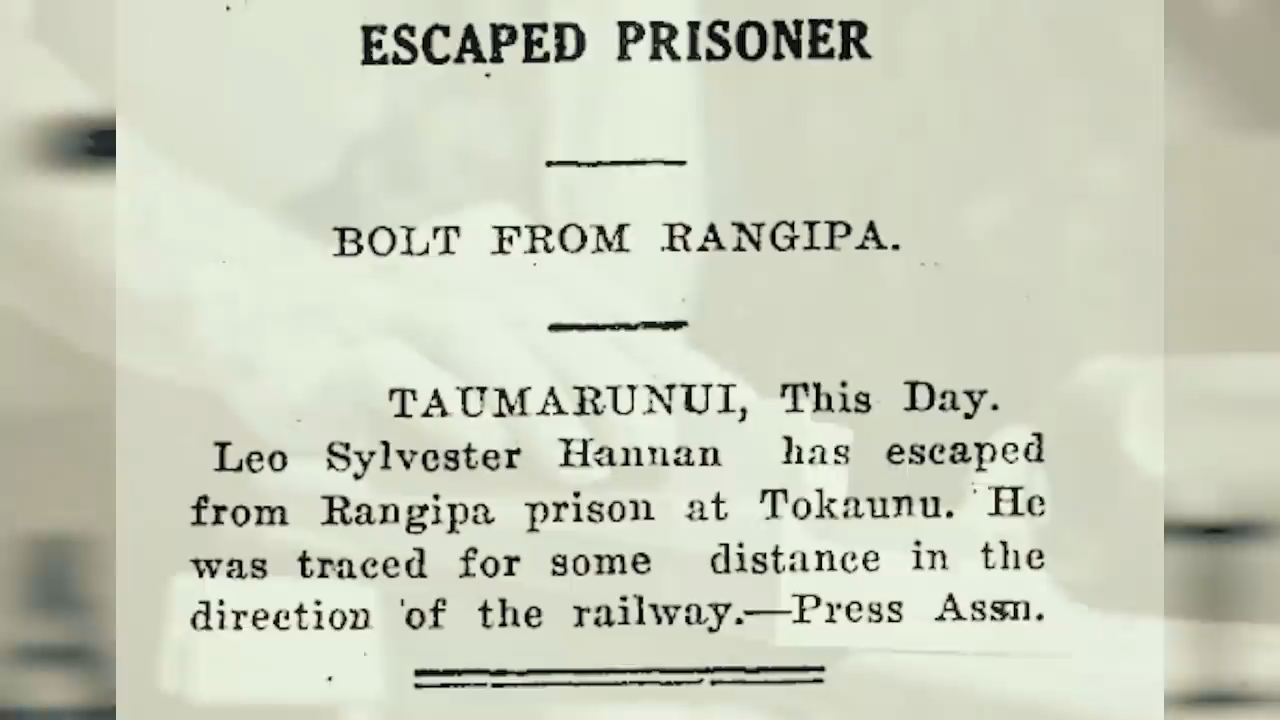 ESCAPED PRISONER
BOLT FROM RANGIPA.
TAUMARUNUI, This Day.
Leo Sylvester Hannan has escaped
from Rangipa prison at Tokaunu. He
was traced for some distance in the
direction of the railway.—Press Assn.